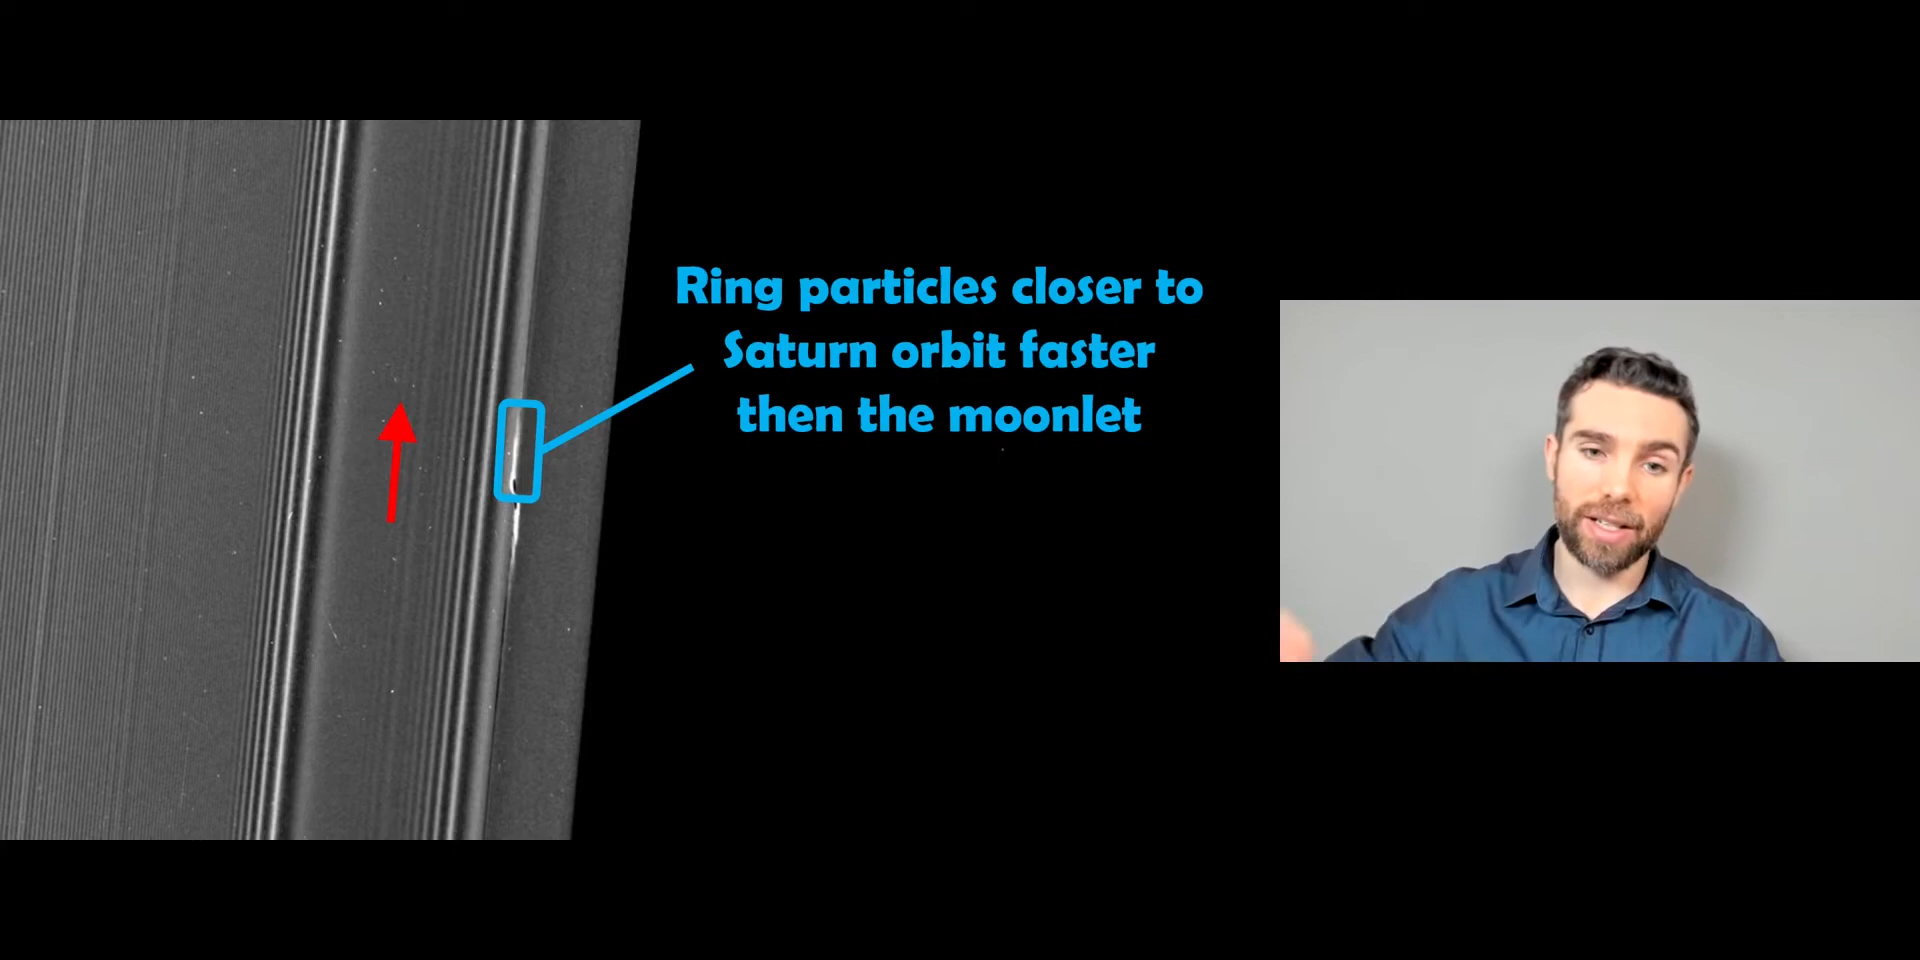 Ring particles closer to
Saturn orbit faster
then the moonlet